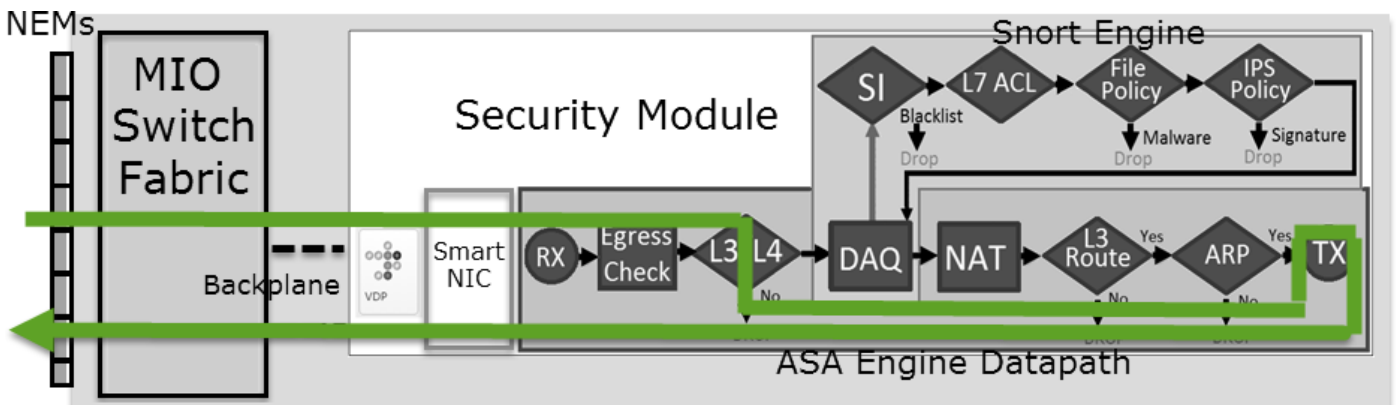 NEMs
MIO
Switch
Fabric
Backplane
Security Module
VDP
Smart
NIC
Snort Engine
SI
L7 ACL
File
Policy
IPS
Policy
Blacklist
Malware
Signature
Drop
Drop
Drop
RX
Egress
Check
L3 L4
No
DAQ
NAT
L3
Route
Yes
No
ARP
Yes
No
TX
ASA Engine Datapath